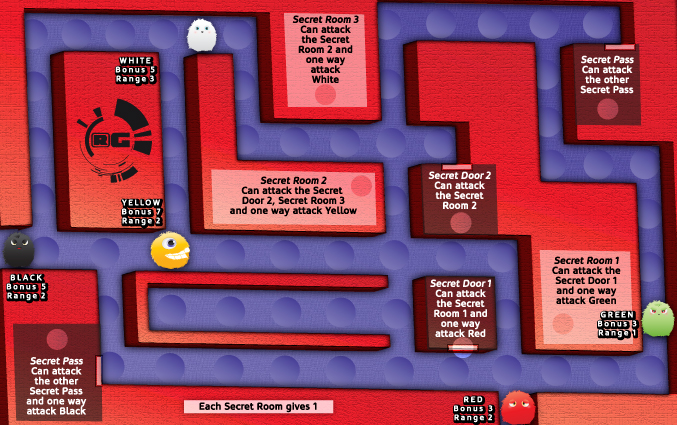 Secret Room 3
Can attack
the Secret
Room 2 and
one way
attack
White
WHITE
Bonus 5
Range 3
Secret Pass
Can attack
the other
Secret Pass
RG
Secret Room 2
Can attack the Secret
Door 2, Secret Room 3
and one way attack Yellow
Secret Door 2
Can attack
the Secret
Room 2
YELLOW
Bonus 7
Range 2
BLACK
Bonus 5
Range 2
Secret Door 1
Can attack
the Secret
Room 1 and
one way
attack Red
Secret Room 1
Can attack the
Secret Door 1
and one way
attack Green
GREEN
Bonus 3
Range 1
Secret Pass
Can attack
the other
Secret Pass
and one way
attack Black
Each Secret Room gives 1
RED
Bonus 3
Range 2